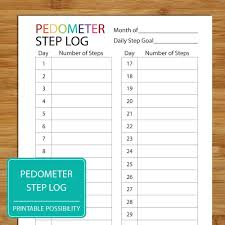 PEDOMETER
STEP LOG
Month of
Daily Step Goal
Day Number of Steps Day Number of Steps
1 17
2 18
3 19
4 20
5 21
6 22
7 23
8 24
25
26
27
28
29
PEDOMETER
STEP LOG
PRINTABLE POSSIBILITY